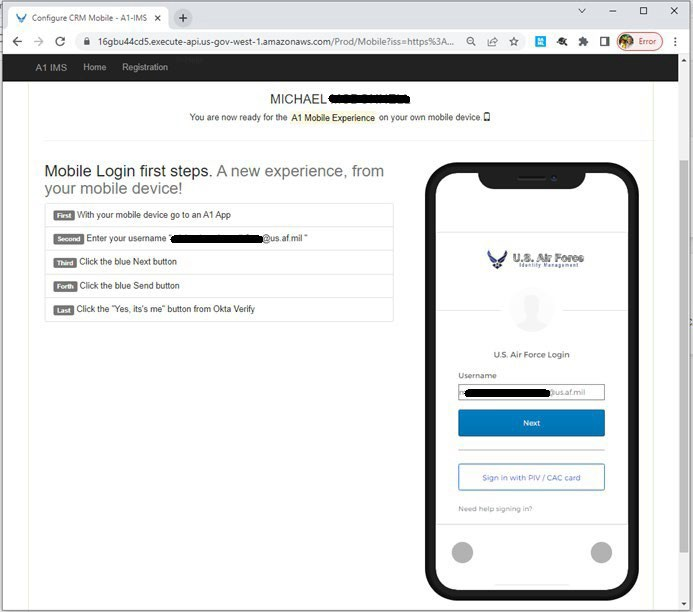 Configure CRM Mobile - A1-IMS
16gbu44cd5.execute-api.us-gov-west-1.amazonaws.com/Prod/Mobile?iss=https%3A...
Error
A1 IMS Home Registration
MICHAEL
You are now ready for the A1 Mobile Experience on your own mobile device.
Mobile Login first steps. A new experience, from
your mobile device!
First With your mobile device go to an A1 App
Second Enter your username "@us.af.mil "
Third Click the blue Next button
Forth Click the blue Send button
Last Click the "Yes, its's me" button from Okta Verify
U.S. Air Force
Identity Management
U.S. Air Force Login
Username
@us.af.mil
Next
Sign in with PIV / CAC card
Need help signing in?